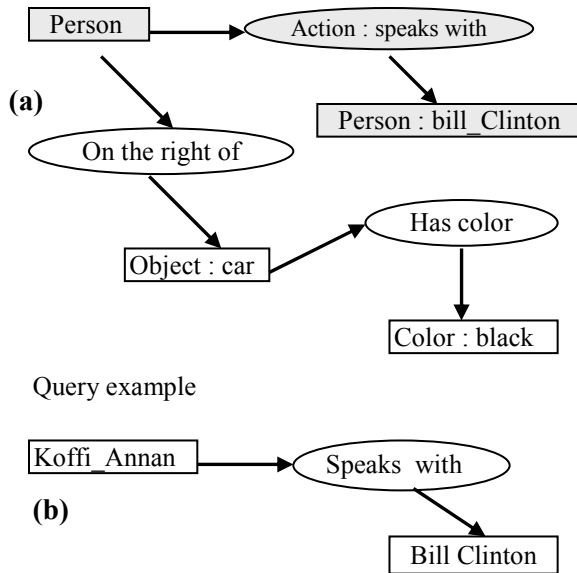 Person
Action : speaks with
(a)
Person : bill_Clinton
On the right of
Has color
Object : car
Color : black
Query example
Koffi_Annan
Speaks with
(b)
Bill Clinton